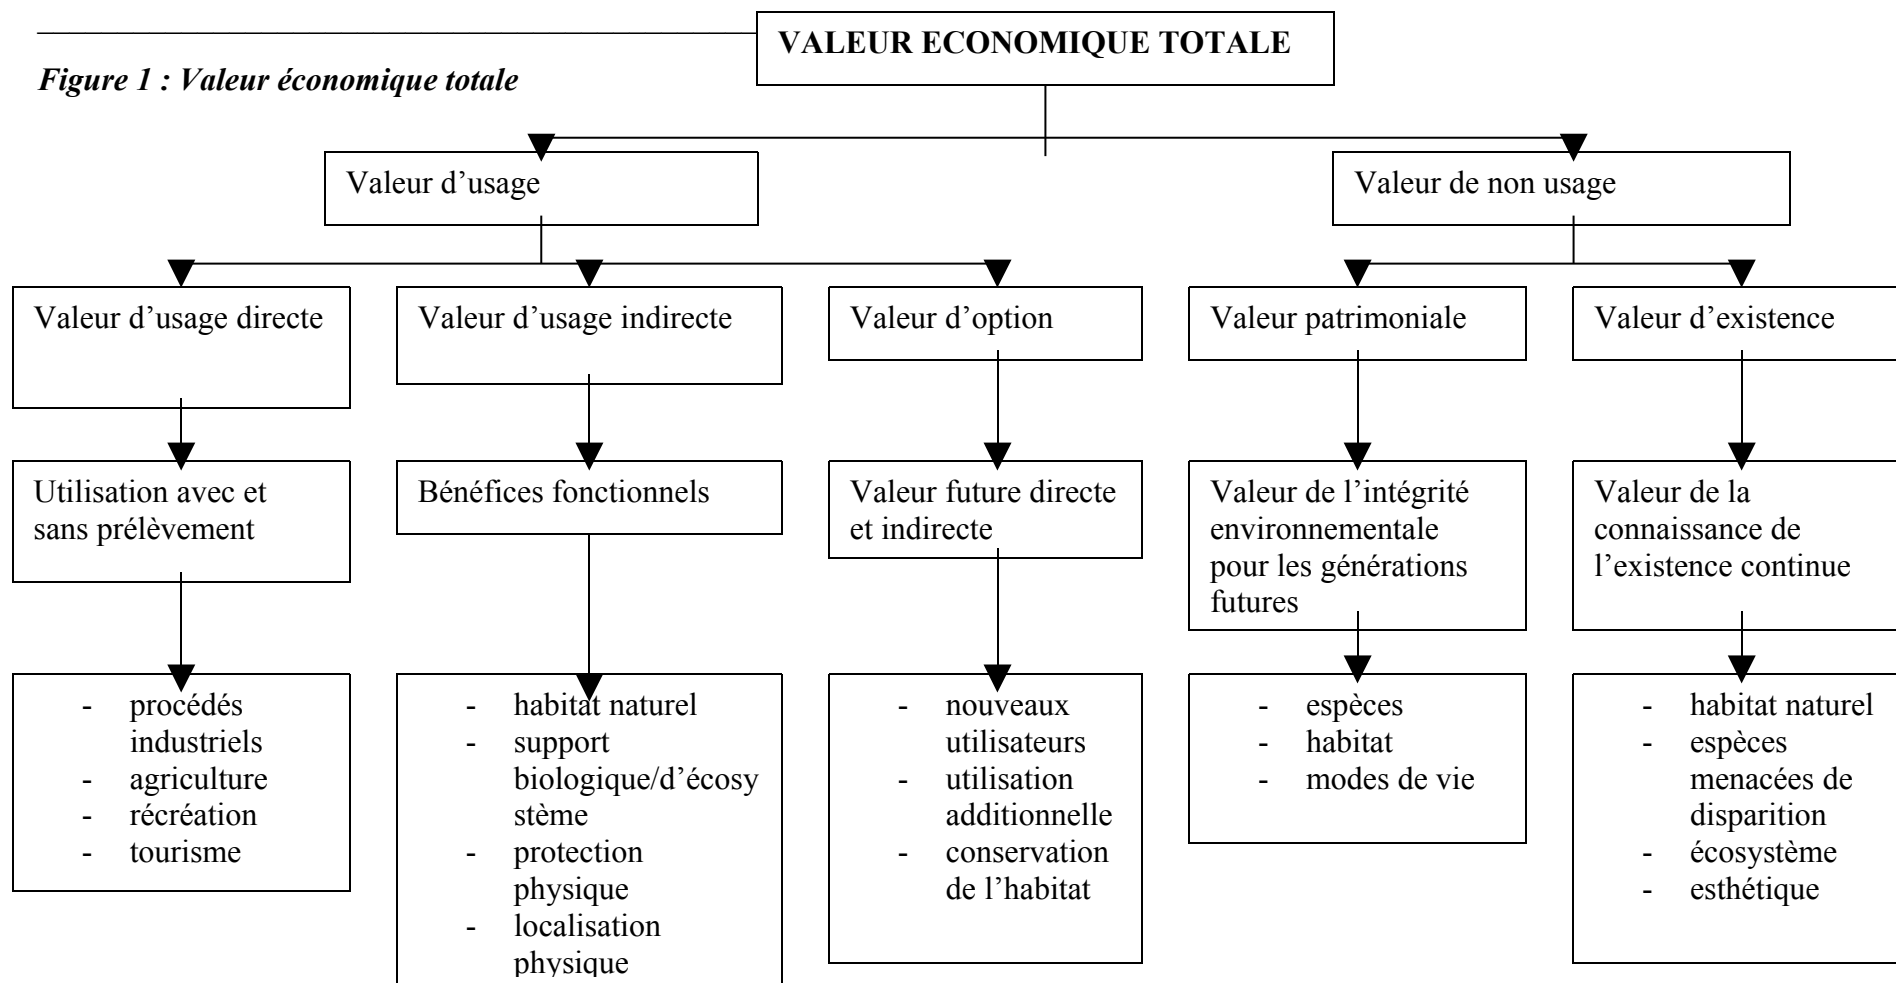 VALEUR ECONOMIQUE TOTALE
Figure 1 : Valeur économique totale
Valeur d’usage
Valeur de non usage
Valeur d’usage directe
Valeur d’usage indirecte
Valeur d’option
Valeur patrimoniale
Valeur d’existence
Utilisation avec et
sans prélèvement
Bénéfices fonctionnels
Valeur future directe
et indirecte
Valeur de l’intégrité
environnementale
pour les générations
futures
Valeur de la
connaissance de
l’existence continue
- procédés
industriels
- agriculture
- récréation
- tourisme
- habitat naturel
- support
biologique/d’écosy
stème
- protection
physique
- localisation
physique
- nouveaux
utilisateurs
- utilisation
additionnelle
- conservation
de l’habitat
- espèces
- habitat
- modes de vie
- habitat naturel
- espèces
menacées de
disparition
- écosystème
- esthétique